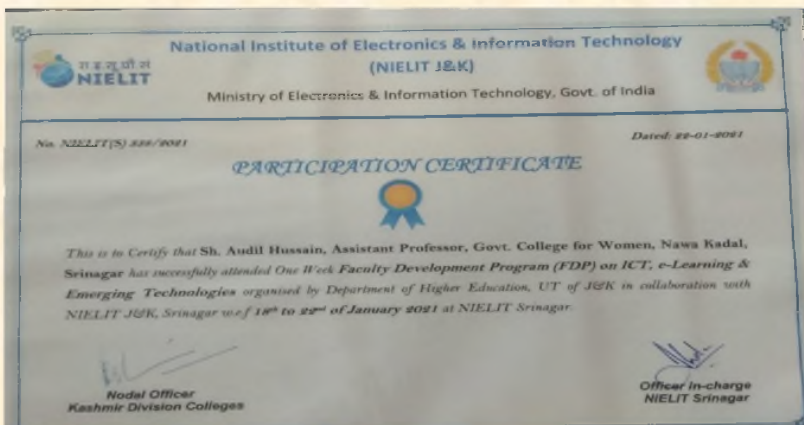 National Institute of Electronics & Information Technology
(NIELIT J&K)
NIELIT
Ministry of Electronics & Information Technology, Govt. of India
No. NIELIT(S) /2021
Dated: 22-01-2021
PARTICIPATION CERTIFICATE
This is to Certify that Sh. Audil Hussain, Assistant Professor, Govt. College for Women, Nawa Kadal,
Srinagar has successfully attended One Week Faculty Development Program (FDP) on ICT, e-Learning &
Emerging Technologies organised by Department of Higher Education, UT of J&K in collaboration with
NIELIT J&K, Srinagar w.e.f 18th to 22nd of January 2021 at NIELIT Srinagar.
Nodal Officer
Kashmir Division Colleges
Officer In-charge
NIELIT Srinagar